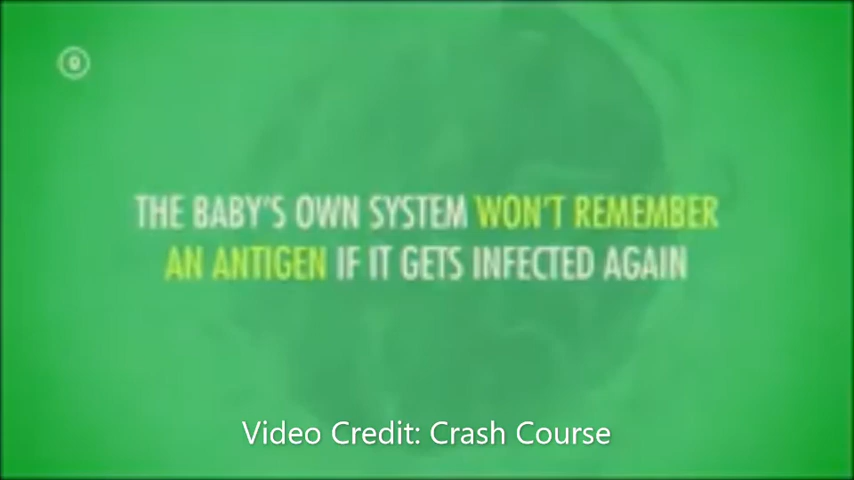 THE BABY'S OWN SYSTEM WON'T REMEMBER
AN ANTIGEN IF IT GETS INFECTED AGAIN
Video Credit: Crash Course